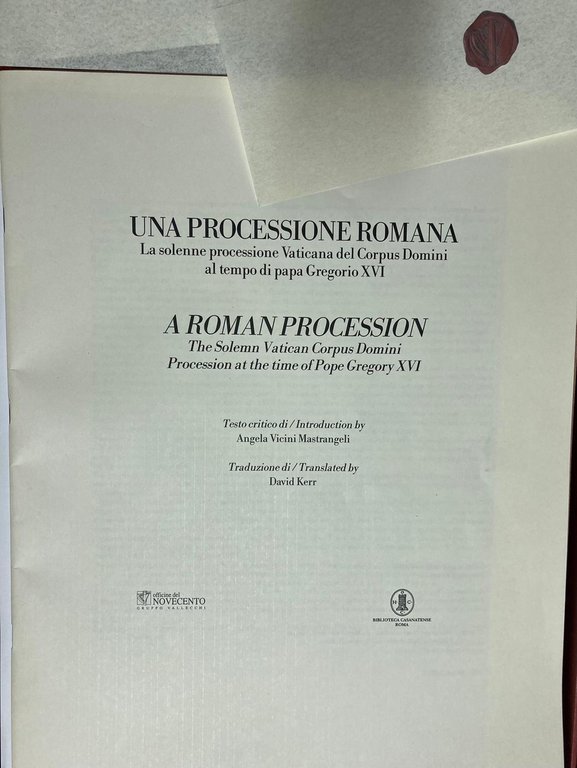 UNA PROCESSIONE ROMANA
La solenne processione Vaticana del Corpus Domini
al tempo di papa Gregorio XVI
A ROMAN PROCESSION
The Solemn Vatican Corpus Domini
Procession at the time of Pope Gregory XVI
Testo critico di / Introduction by
Angela Vicini Mastrangeli
Traduzione di / Translated by
David Kerr
officine del
NOVECENTO
GRUPPO VALLECCHI
BIBLIOTECA CASANATENSE
ROMA